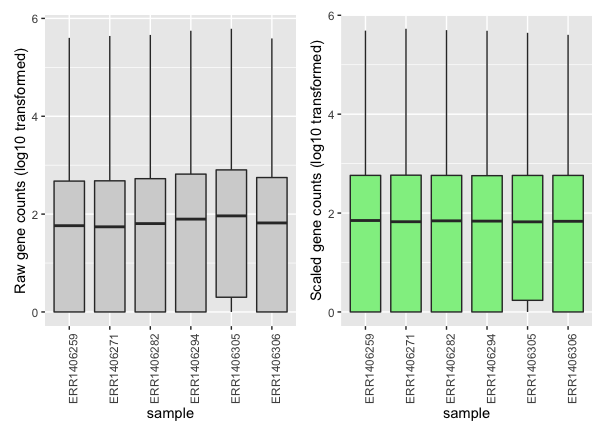 Raw gene counts (log10 transformed)
6
4
2
0
ERR1406259
ERR1406271
ERR1406282
ERR1406294
ERR1406305
ERR1406306
sample
Scaled gene counts (log10 transformed)
6
4
2
0
ERR1406259
ERR1406271
ERR1406282
ERR1406294
ERR1406305
ERR1406306
sample